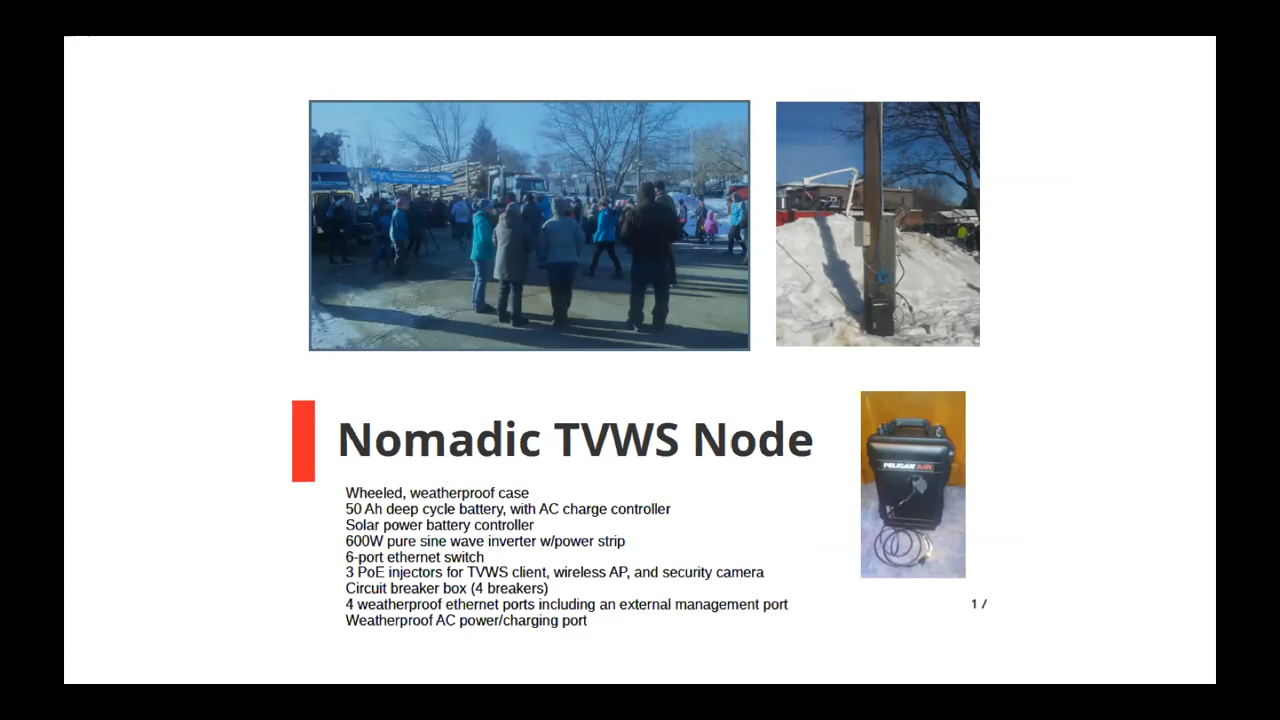 PELICAN AIR
Nomadic TVWS Node
Wheeled, weatherproof case
50 Ah deep cycle battery, with AC charge controller
Solar power battery controller
600W pure sine wave inverter w/power strip
6-port ethernet switch
3 PoE injectors for TVWS client, wireless AP, and security camera
Circuit breaker box (4 breakers)
4 weatherproof ethernet ports including an external management port
Weatherproof AC power/charging port
1 /